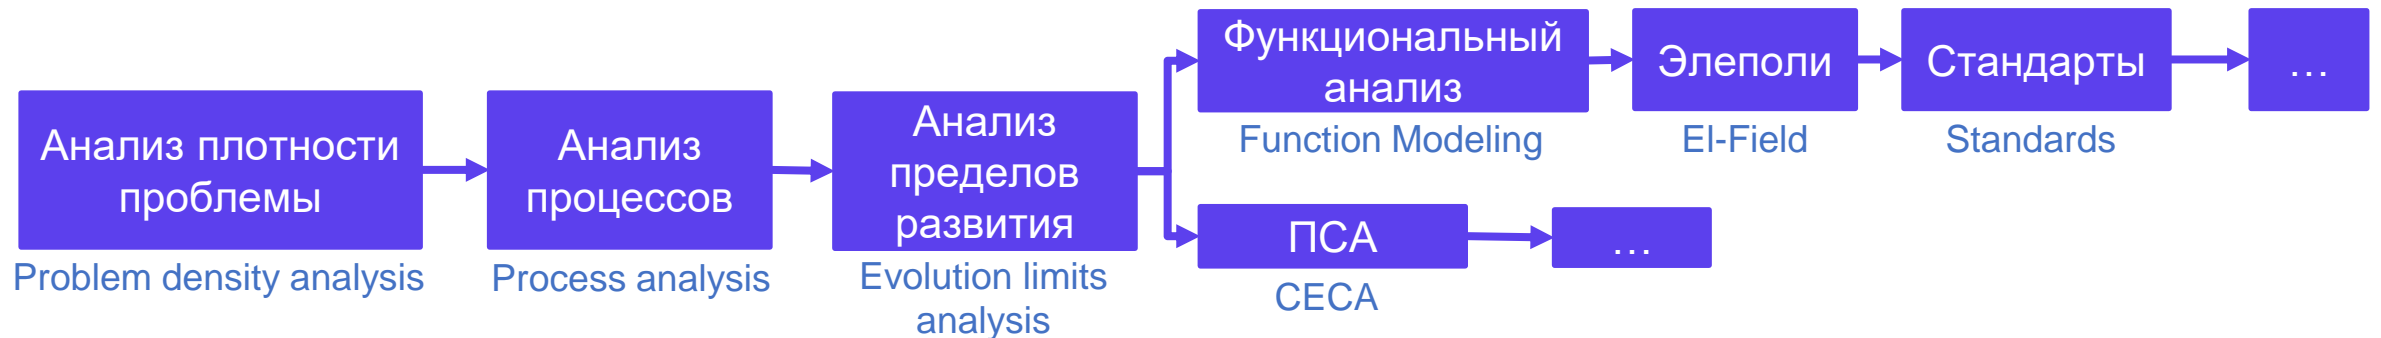 Анализ плотности
проблемы
Problem density analysis
Анализ
процессов
Process analysis
Анализ
пределов
развития
Evolution limits
analysis
Функциональный
анализ
Function Modeling
Элеполи
El-Field
Стандарты
Standards
...
ПСА
CECA
...